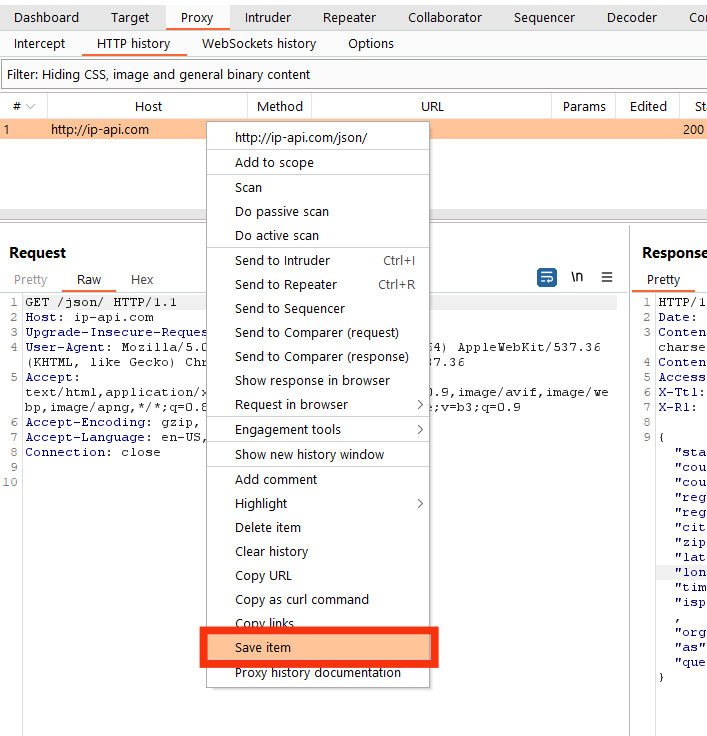 Dashboard Target Proxy Intruder Repeater Collaborator Sequencer Decoder
Intercept HTTP history WebSockets history Options
Filter: Hiding CSS, image and general binary content
# Host Method URL Params Edited
1 http://ip-api.com 200
http://ip-api.com/json/
Add to scope
Scan
Do passive scan
Do active scan
Send to Intruder Ctrl+I
Send to Repeater Ctrl+R
Send to Sequencer
Send to Comparer (request)
Send to Comparer (response)
Show response in browser
Request in browser
Engagement tools
Show new history window
Add comment
Highlight
Delete item
Clear history
Copy URL
Copy as curl command
Copy links
Save item
Proxy history documentation
Request
Pretty Raw Hex \n
1 GET /json/ HTTP/1.1
2 Host: ip-api.com
3 Upgrade-Insecure-Reques
4 User-Agent: Mozilla/5.0 64) AppleWebKit/537.36
(KHTML, like Gecko) Chr 37.36
5 Accept:
text/html,application/x 0.9,image/avif,image/we
bp,image/apng,*/*;q=0.8 e;v=b3;q=0.9
6 Accept-Encoding: gzip,
7 Accept-Language: en-US,
8 Connection: close
9
10
Response
Pretty
1 HTTP/1
2 Date:
3 Conten
charse
4 Conten
5 Access
6 X-Ttl:
7 X-Rl:
8
9 {
"sta
"cou
"cou
"reg
"reg
"cit
"zip
"lat
"lon
"tim
"isp
,
"org
"as"
"que
}